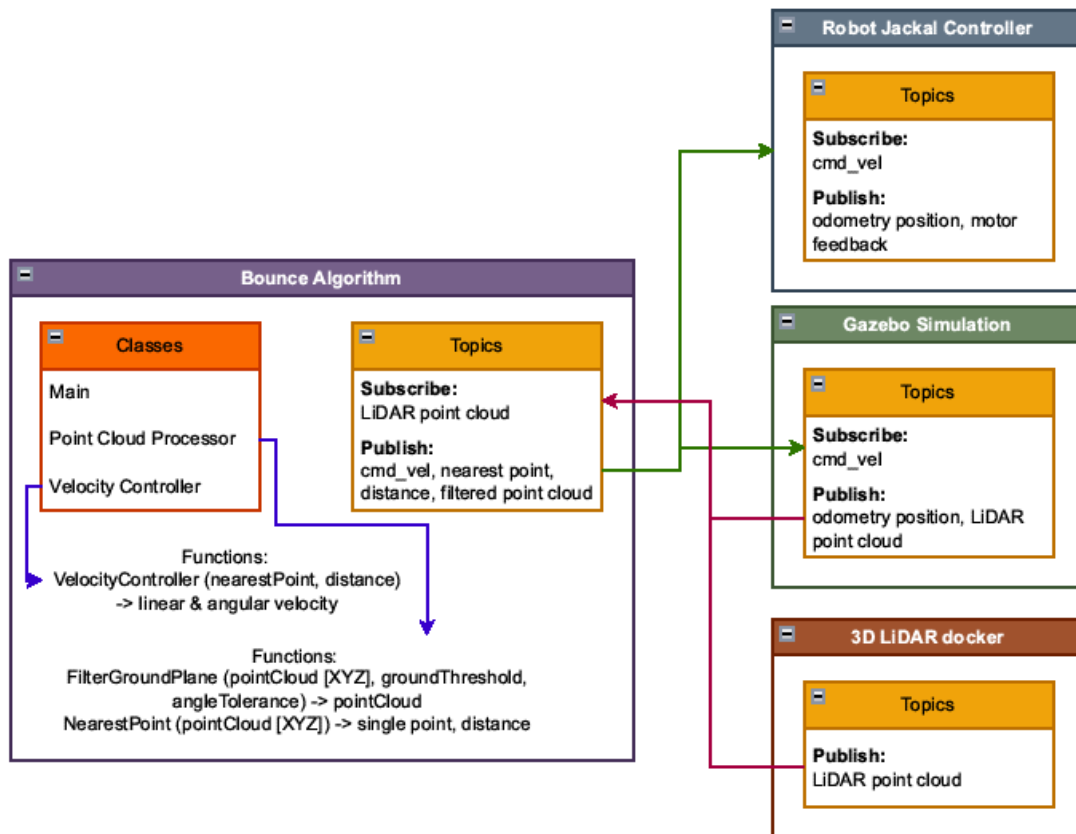 Robot Jackal Controller
Topics
Subscribe:
cmd_vel
Publish:
odometry position, motor
feedback
Bounce Algorithm
Classes
Main
Point Cloud Processor
Velocity Controller
Topics
Subscribe:
LiDAR point cloud
Publish:
cmd_vel, nearest point,
distance, filtered point cloud
Functions:
VelocityController (nearestPoint, distance)
-> linear & angular velocity
Functions:
FilterGroundPlane (pointCloud [XYZ], groundThreshold,
angleTolerance) -> pointCloud
NearestPoint (pointCloud [XYZ]) -> single point, distance
Gazebo Simulation
Topics
Subscribe:
cmd_vel
Publish:
odometry position, LiDAR
point cloud
3D LiDAR docker
Topics
Publish:
LiDAR point cloud